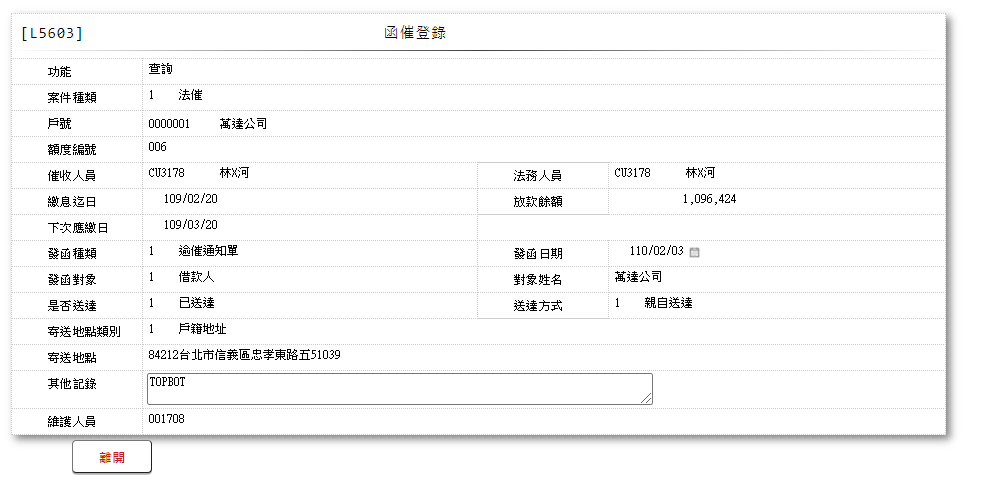 [L5603] 函催登錄
功能 查詢
案件種類 1 法催
戶號 0000001 萬達公司
額度編號 006
催收人員 CU3178 林X河 法務人員 CU3178 林X河
繳息迄日 109/02/20 放款餘額 1,096,424
下次應繳日 109/03/20
發函種類 1 逾催通知單 發函日期 110/02/03
發函對象 1 借款人 對象姓名 萬達公司
是否送達 1 已送達 送達方式 1 親自送達
寄送地點類別 1 戶籍地址
寄送地點 84212台北市信義區忠孝東路五51039
其他記錄 TOPBOT
維護人員 001708
離開